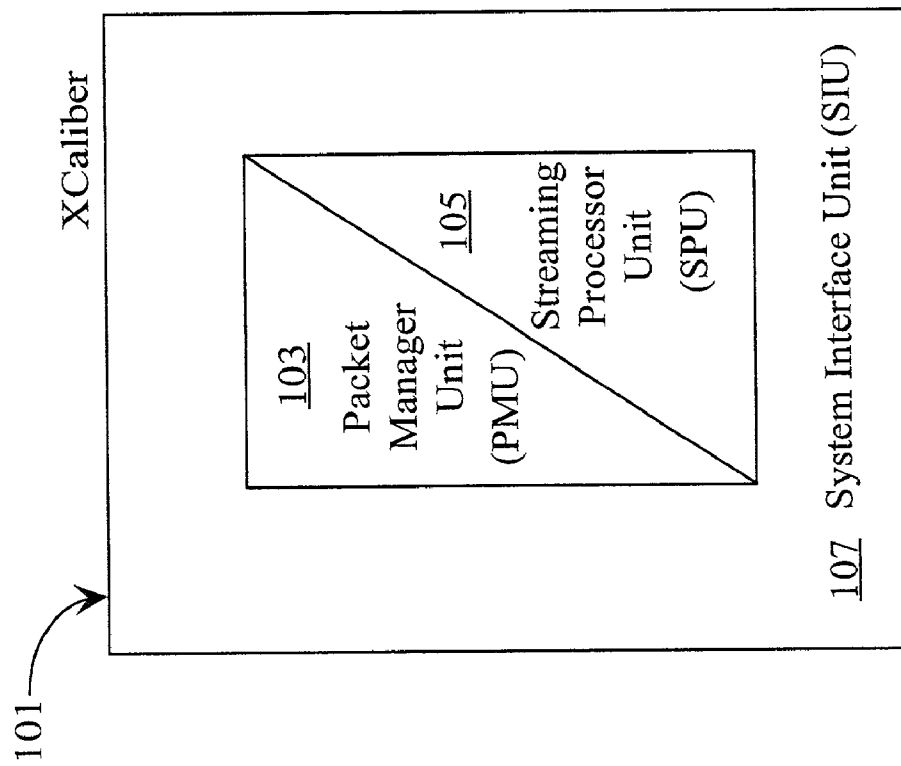 101
XCaliber
103
Packet
Manager
Unit
(PMU)
105
Streaming
Processor
Unit
(SPU)
107 System Interface Unit (SIU)